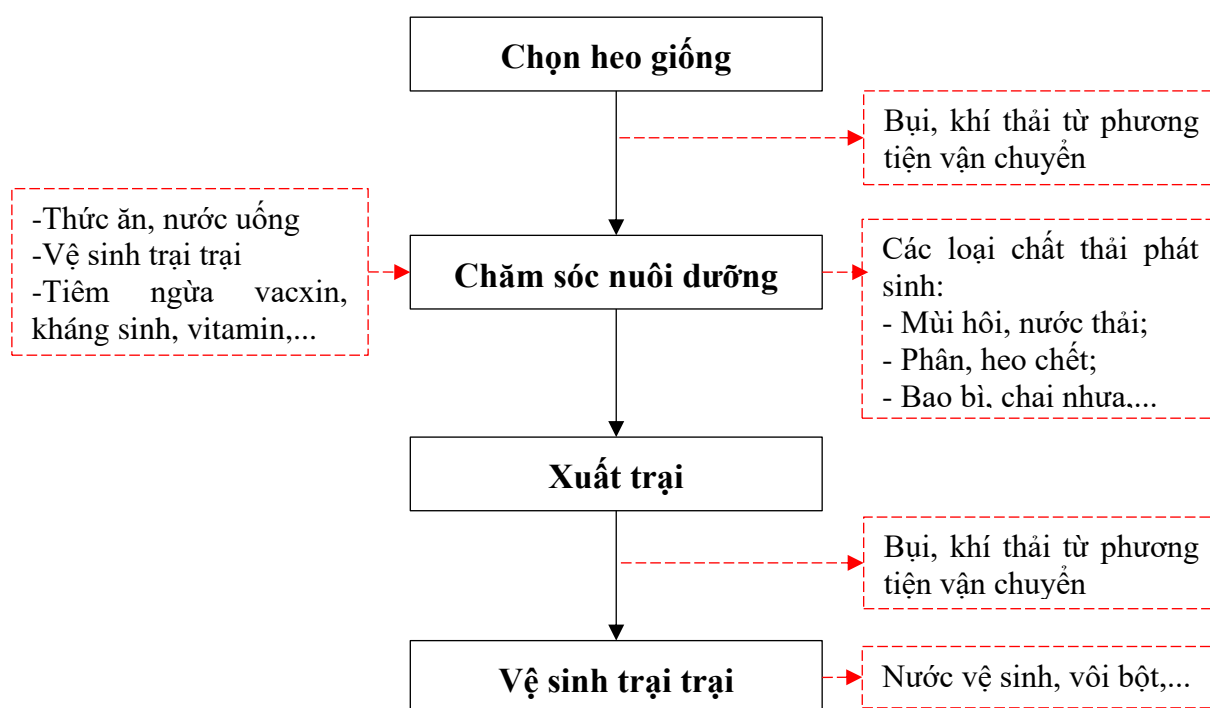 Chọn heo giống
Bụi, khí thải từ phương
tiện vận chuyển
-Thức ăn, nước uống
-Vệ sinh trại trại
-Tiêm ngừa vacxin,
kháng sinh, vitamin,...
Chăm sóc nuôi dưỡng
Các loại chất thải phát
sinh:
- Mùi hôi, nước thải;
- Phân, heo chết;
- Bao bì, chai nhưa,...
Xuất trại
Bụi, khí thải từ phương
tiện vận chuyển
Vệ sinh trại trại
Nước vệ sinh, vôi bột,...